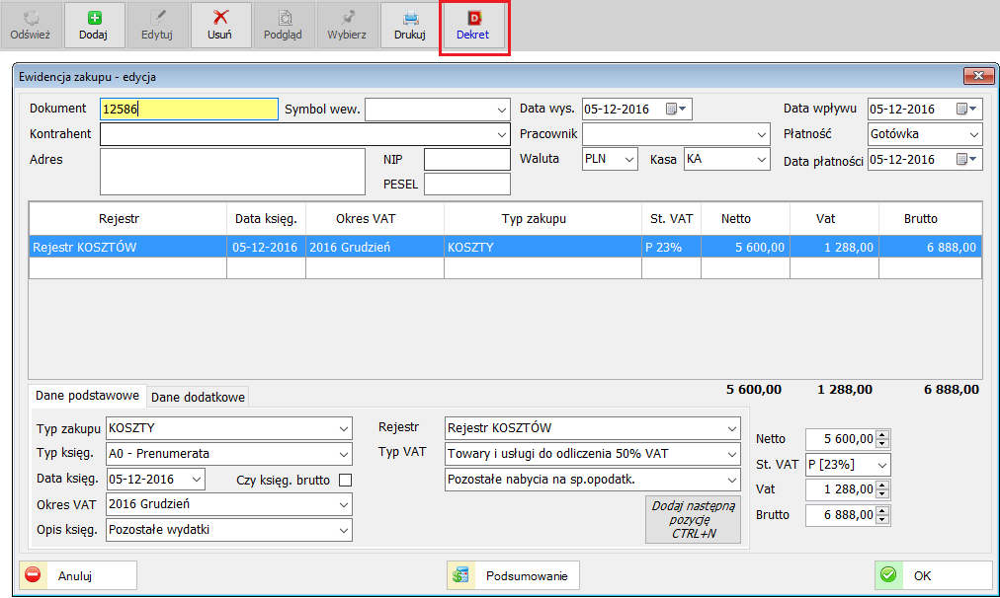 Odśwież Dodaj Edytuj Usuń Podgląd Wybierz Drukuj D Dekret
Ewidencja zakupu - edycja
Dokument 12586 Symbol wew. Data wys. 05-12-2016 Data wpływu 05-12-2016
Kontrahent Pracownik Płatność Gotówka
Adres NIP Waluta PLN Kasa KA Data płatności 05-12-2016
PESEL
Rejestr Data księg. Okres VAT Typ zakupu St. VAT Netto Vat Brutto
Rejestr KOSZTÓW 05-12-2016 2016 Grudzień KOSZTY P 23% 5 600,00 1 288,00 6 888,00
5 600,00 1 288,00 6 888,00
Dane podstawowe Dane dodatkowe
Typ zakupu KOSZTY Rejestr Rejestr KOSZTÓW Netto 5 600,00
Typ księg. A0 - Prenumerata Typ VAT Towary i usługi do odliczenia 50% VAT St. VAT P [23%]
Data księg. 05-12-2016 Czy księg. brutto Pozostałe nabycia na sp.opodatk. Vat 1 288,00
Okres VAT 2016 Grudzień Dodaj następną
pozycję
CTRL+N Brutto 6 888,00
Opis księg. Pozostałe wydatki
Anuluj Podsumowanie OK